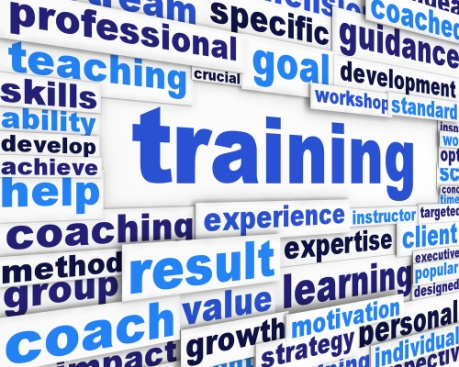 specific
coached
professional
guidance
teaching
crucial
goal
development
skills
workshop
standard
ability
training
develop
achieve
help
coaching
experience
instructor
targeted
method
result
expertise
client
executive
group
learning
popular
designed
coach
value
motivation
impact
growth
strategy
personal
individual